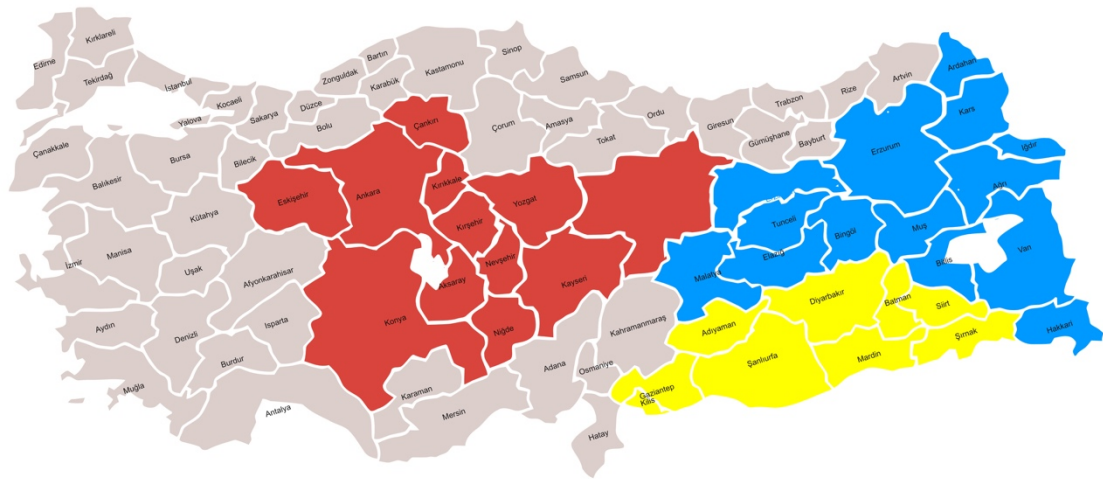 Kırklareli
Edirne
Tekirdağ
İstanbul
Kocaeli
Yalova
Sakarya
Düzce
Zonguldak
Bartın
Karabük
Kastamonu
Sinop
Samsun
Bolu
Çankırı
Çorum
Amasya
Tokat
Ordu
Giresun
Trabzon
Gümüşhane
Bayburt
Rize
Artvin
Ardahan
Kars
Erzurum
Iğdır
Ağrı
Çanakkale
Balıkesir
Bursa
Bilecik
Kütahya
Eskişehir
Ankara
Kırıkkale
Kırşehir
Yozgat
Tunceli
Bingöl
Elazığ
Muş
Bitlis
Van
Malatya
İzmir
Manisa
Uşak
Afyonkarahisar
Konya
Aksaray
Nevşehir
Kayseri
Niğde
Kahramanmaraş
Adıyaman
Diyarbakır
Batman
Siirt
Şırnak
Hakkari
Aydın
Denizli
Isparta
Burdur
Muğla
Antalya
Karaman
Mersin
Adana
Osmaniye
Hatay
Gaziantep
Kilis
Şanlıurfa
Mardin